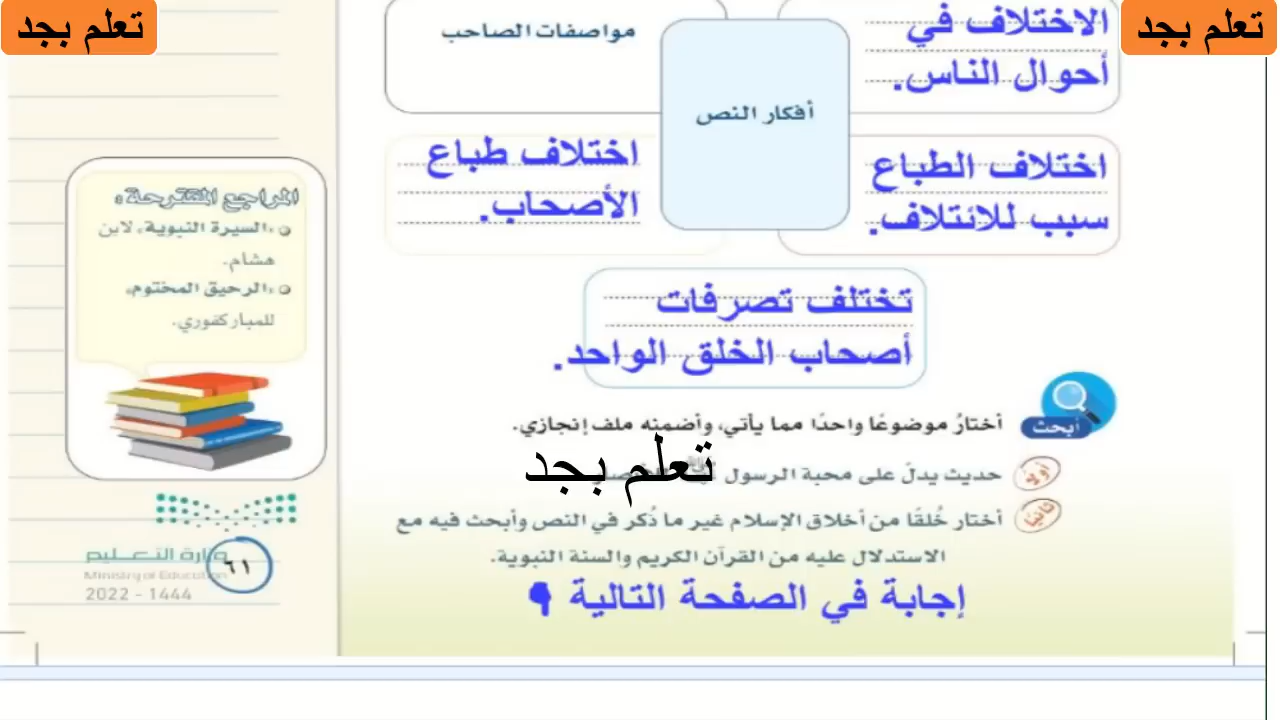 تعلم بجد
تعلم بجد
الاختلاف في
أحوال الناس.
مواصفات الصاحب
أفكار النص
اختلاف الطباع
سبب للائتلاف.
اختلاف طباع
الأصحاب.
تختلف تصرفات
أصحاب الخلق الواحد.
أبحث
أختارُ موضوعًا واحدًا مما يأتي، وأضمنه ملف إنجازي.
أولًا
حديث يدلّ على محبة الرسول
تعلم بجد
ثانيًا
أختار خُلقًا من أخلاق الإسلام غير ما ذُكر في النص وأبحث فيه مع
الاستدلال عليه من القرآن الكريم والسنة النبوية.
إجابة في الصفحة التالية 👇
المراجع المقترحة:
«السيرة النبوية» لابن
هشام.
«الرحيق المختوم»
للمباركفوري.
وزارة التعليم
Ministry of Education
2022 - 1444
٦١